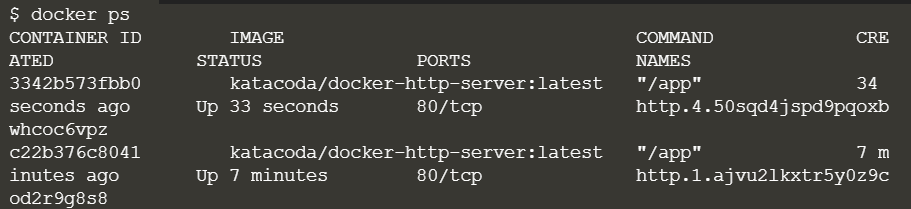 $ docker ps
CONTAINER ID IMAGE COMMAND CRE
ATED STATUS PORTS NAMES
3342b573fbb0 katacoda/docker-http-server:latest "/app" 34
seconds ago Up 33 seconds 80/tcp http.4.50sqd4jspd9pqoxb
whcoc6vpz
c22b376c8041 katacoda/docker-http-server:latest "/app" 7 m
inutes ago Up 7 minutes 80/tcp http.1.ajvu2lkxtr5y0z9c
od2r9g8s8